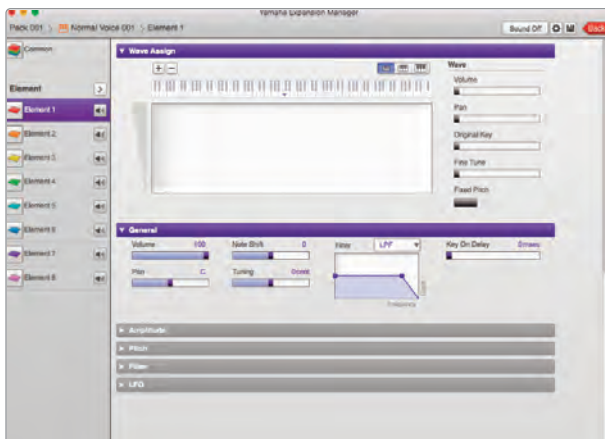 Yamaha Expansion Manager
Pack 001 > Normal Voice 001 > Element 1
Sound Off
Back
Common
Element
Element 1
Element 2
Element 3
Element 4
Element 5
Element 6
Element 7
Element 8
Wave Assign
Wave
Volume
Pan
Original Key
Fine Tune
Fixed Pitch
General
Volume 100
Note Shift 0
Filter LPF
Key On Delay 0msec
Pan C
Tuning 0cent
Frequency
Amplitude
Pitch
Filter
LFO